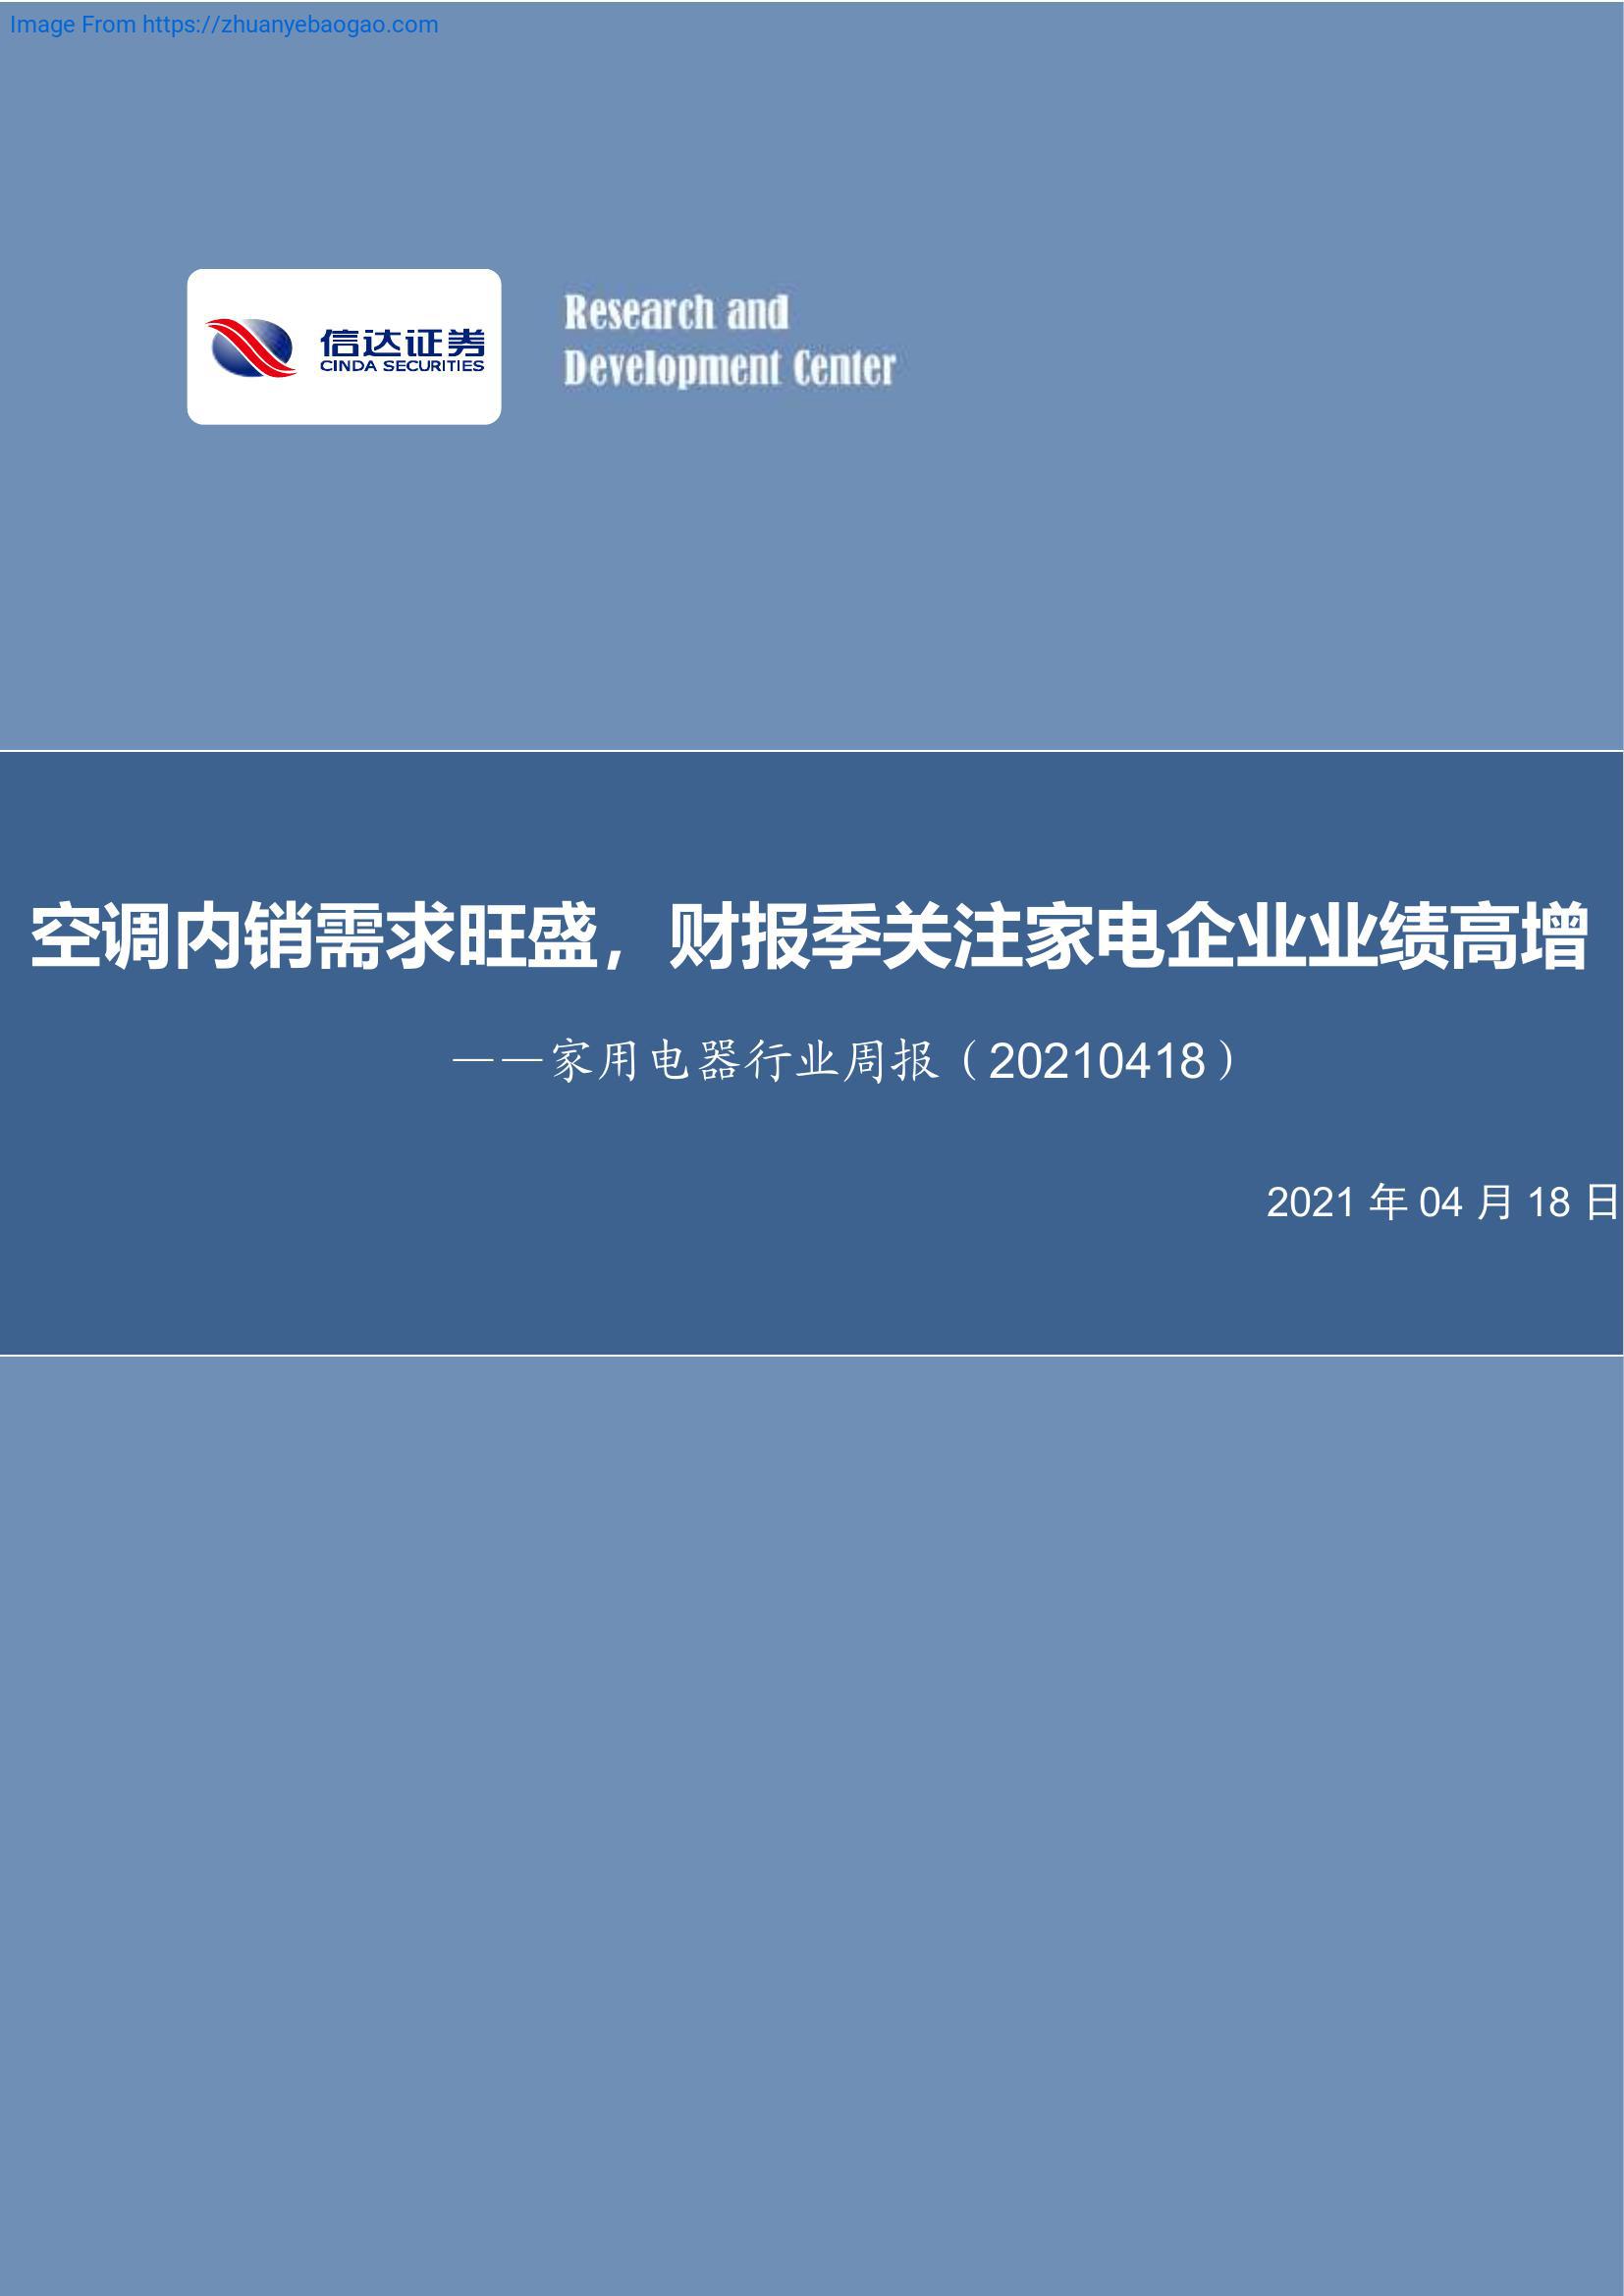 Image From https://zhuanyebaogao.com
信达证券
CINDA SECURITIES
Research and
Development Center
空调内销需求旺盛，财报季关注家电企业业绩高增
——家用电器行业周报（20210418）
2021 年 04 月 18 日